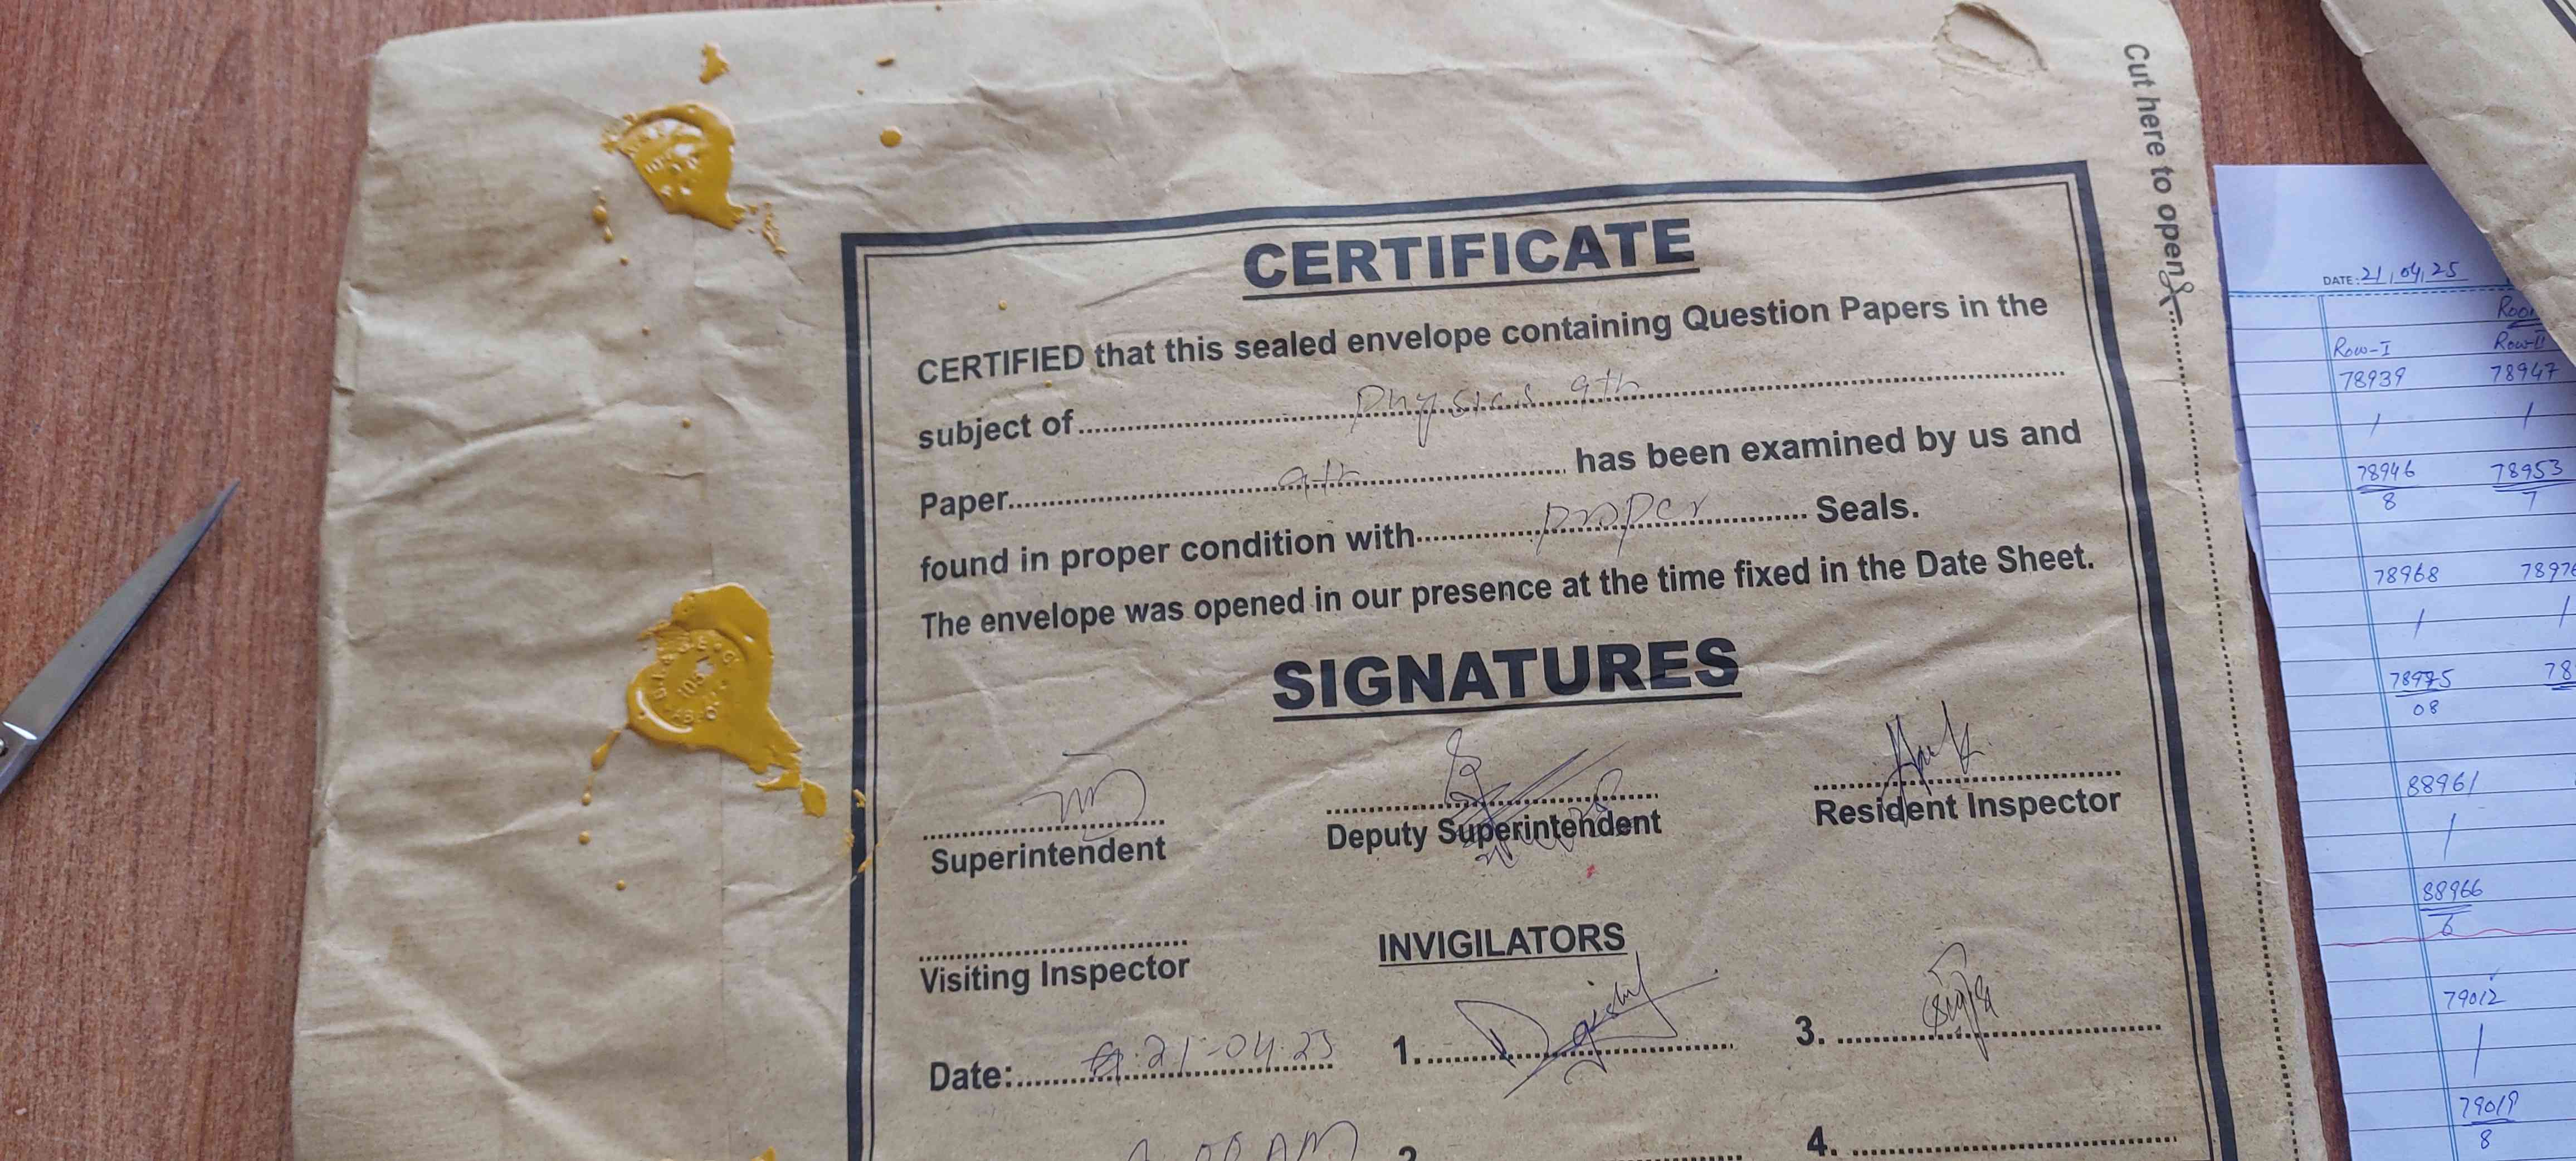 CERTIFICATE
CERTIFIED that this sealed envelope containing Question Papers in the
subject of Physics 9th
Paper 9th has been examined by us and
found in proper condition with proper Seals.
The envelope was opened in our presence at the time fixed in the Date Sheet.
SIGNATURES
Superintendent
Deputy Superintendent
Resident Inspector
Visiting Inspector
INVIGILATORS
Date: 21-04-25
1.
3.
00 AM
2
4.
Cut here to open
DATE: 21, 04, 25
Row-I Row-II
78939 78947
78946 78953
8 7
78968
78975
08
88961
88966
6
79012
79019
8